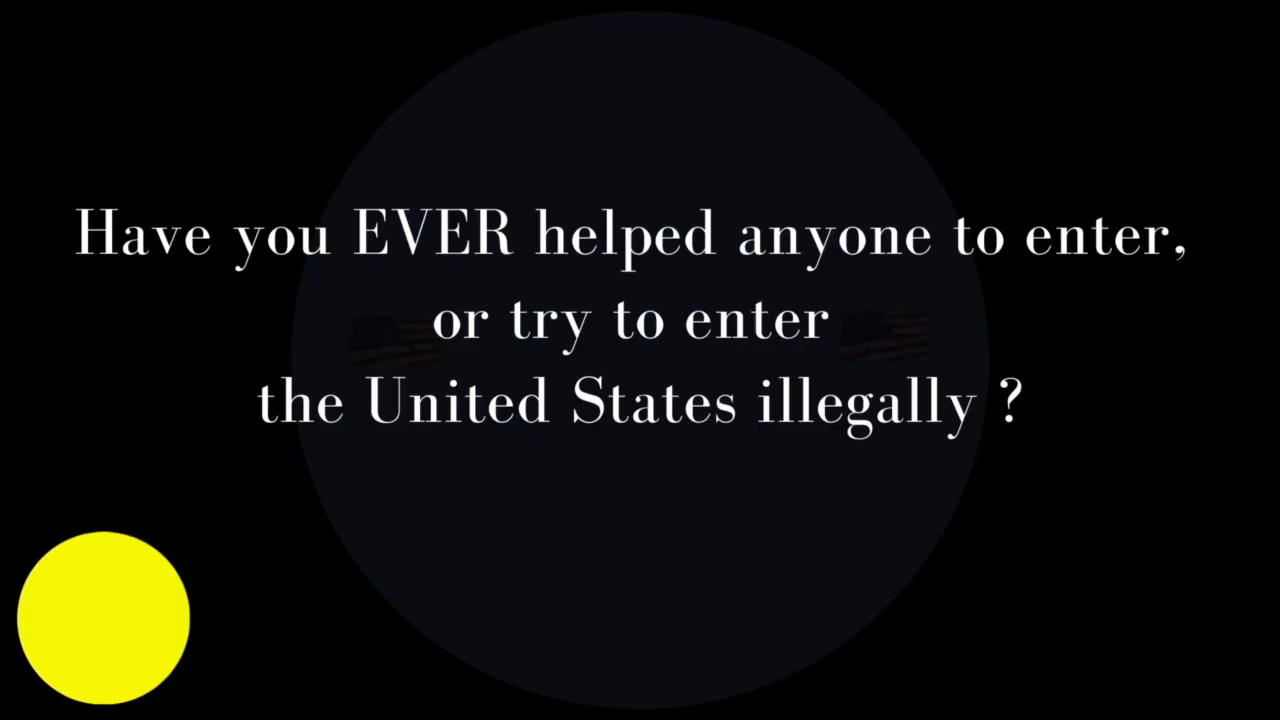 Have you EVER helped anyone to enter,
or try to enter
the United States illegally ?